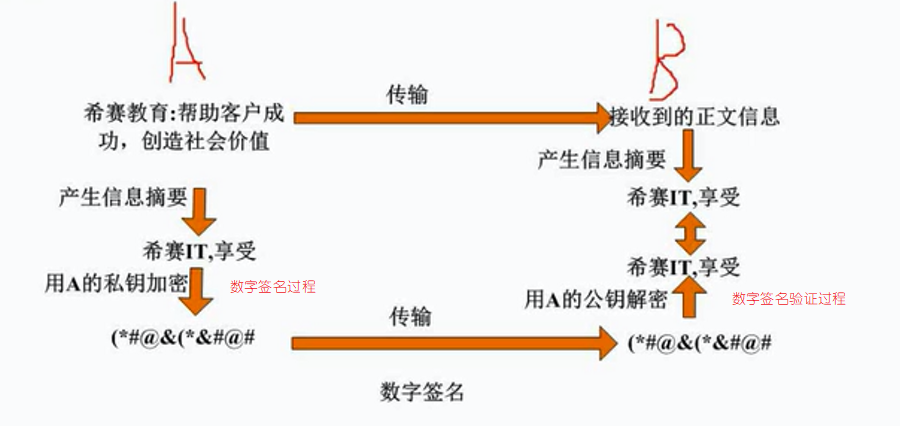 A
B
希赛教育:帮助客户成
功，创造社会价值
传输
接收到的正文信息
产生信息摘要
产生信息摘要
希赛IT,享受
希赛IT,享受
希赛IT,享受
用A的私钥加密
数字签名过程
用A的公钥解密
数字签名验证过程
(*#@&(*&#@#
传输
(*#@&(*&#@#
数字签名